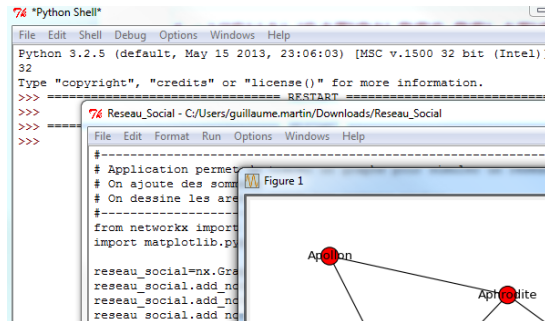 *Python Shell*
File Edit Shell Debug Options Windows Help
Python 3.2.5 (default, May 15 2013, 23:06:03) [MSC v.1500 32 bit (Intel)]
32
Type "copyright", "credits" or "license()" for more information.
>>> ================================ RESTART ================================
>>>
>>> =====
>>>
Reseau_Social - C:/Users/guillaume.martin/Downloads/Reseau_Social
File Edit Format Run Options Windows Help
#----------------------------------------------------------
# Application permet
# On ajoute des somm
# On dessine les are
#-------------------
from networkx import
import matplotlib.py
reseau_social=nx.Gra
reseau_social.add_no
reseau_social.add_no
reseau_social.add_no
Figure 1
Apollon
Aphrodite